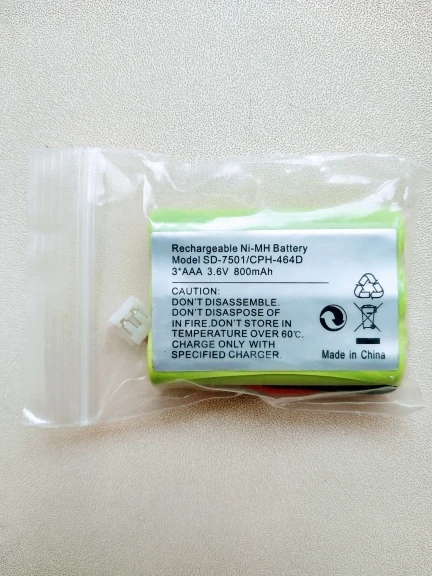 Rechargeable Ni-MH Battery
Model SD-7501/CPH-464D
3*AAA 3.6V 800mAh
CAUTION:
DON'T DISASSEMBLE.
DON'T DISASPOSE OF
IN FIRE.DON'T STORE IN
TEMPERATURE OVER 60℃.
CHARGE ONLY WITH
SPECIFIED CHARGER.
Made in China